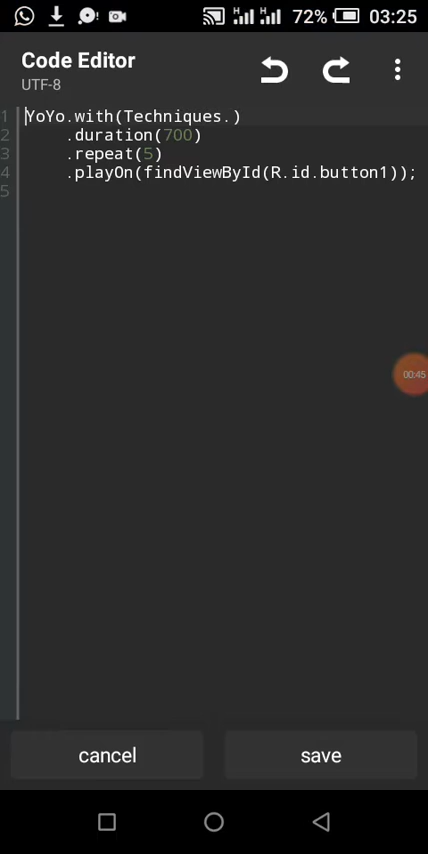 H H 72% 03:25
Code Editor
UTF-8
1 YoYo.with(Techniques.)
2 .duration(700)
3 .repeat(5)
4 .playOn(findViewById(R.id.button1));
5
00:45
cancel save